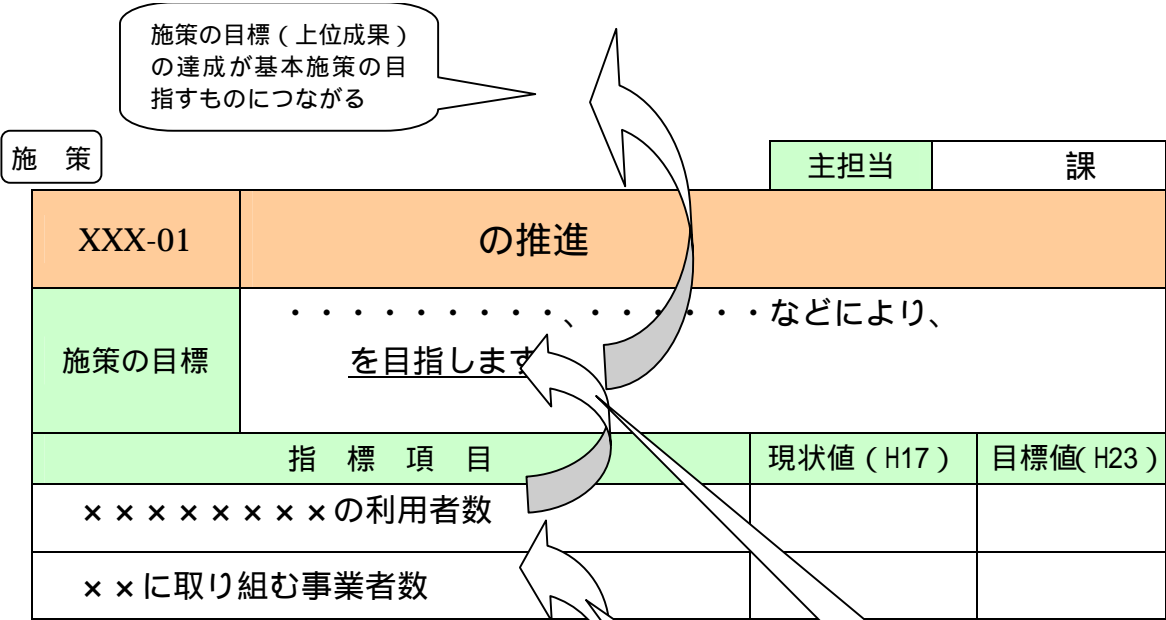 施策の目標（上位成果）
の達成が基本施策の目
指すものにつながる
施　策
主担当　課
XXX-01　の推進
施策の目標
・・・・・・・・・、・・・・・・などにより、
を目指します
指　標　項　目　現状値（H17）　目標値（H23）
××××××××の利用者数
××に取り組む事業者数